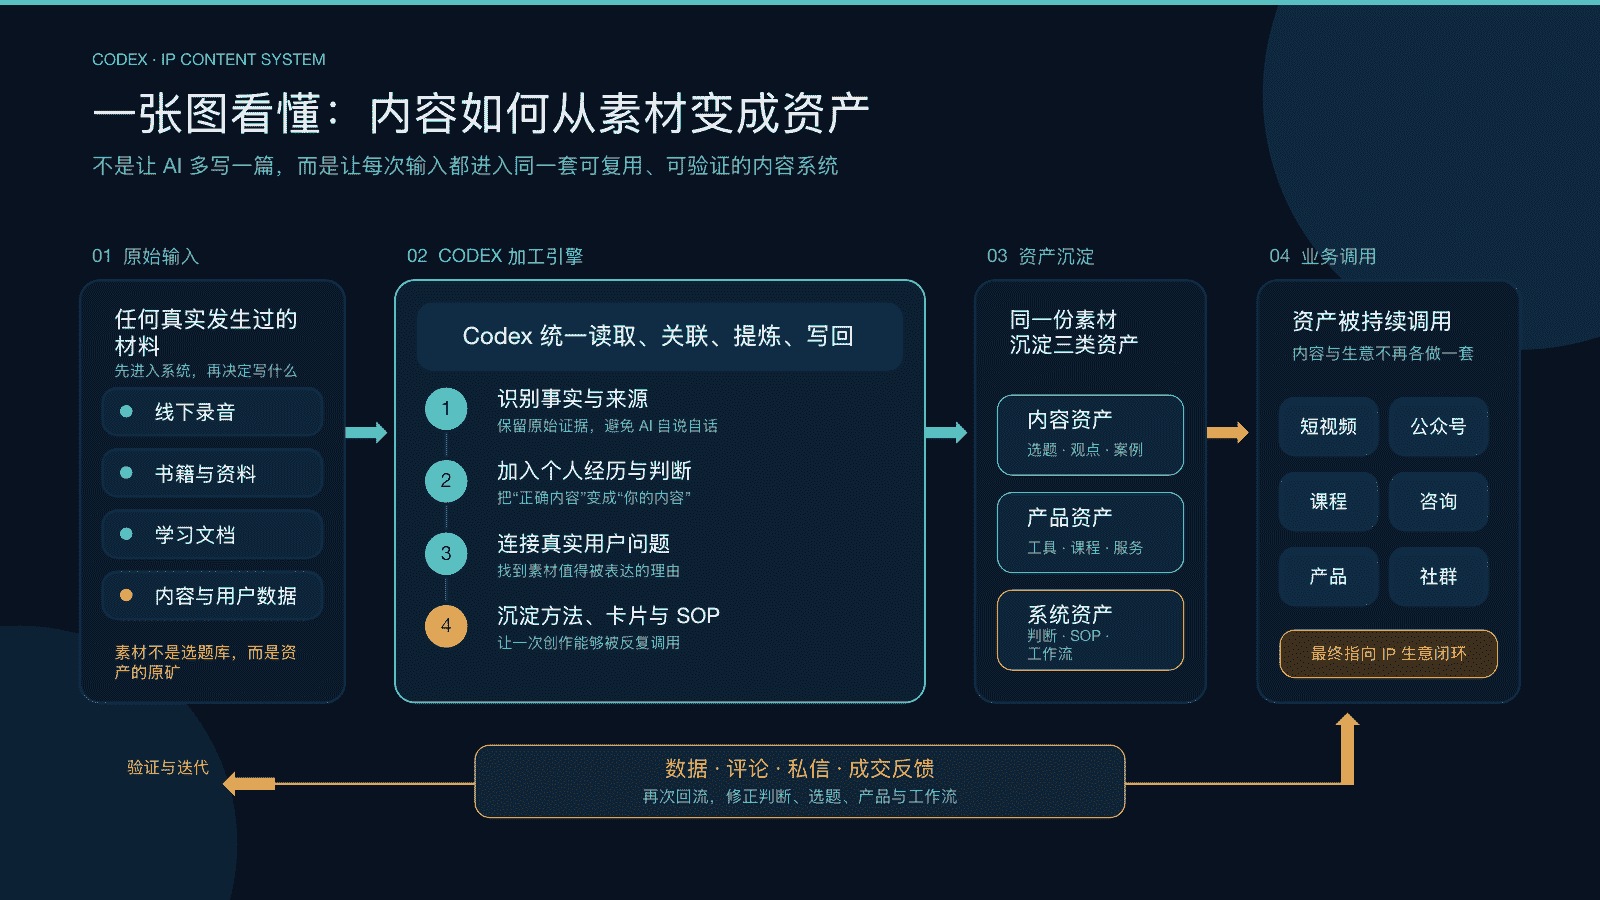 CODEX · IP CONTENT SYSTEM
一张图看懂：内容如何从素材变成资产
不是让 AI 多写一篇，而是让每次输入都进入同一套可复用、可验证的内容系统
01 原始输入
任何真实发生过的
材料
先进入系统，再决定写什么
线下录音
书籍与资料
学习文档
内容与用户数据
素材不是选题库，而是资
产的原矿
02 CODEX 加工引擎
Codex 统一读取、关联、提炼、写回
1
识别事实与来源
保留原始证据，避免 AI 自说自话
2
加入个人经历与判断
把“正确内容”变成“你的内容”
3
连接真实用户问题
找到素材值得被表达的理由
4
沉淀方法、卡片与 SOP
让一次创作能够被反复调用
03 资产沉淀
同一份素材
沉淀三类资产
内容资产
选题 · 观点 · 案例
产品资产
工具 · 课程 · 服务
系统资产
判断 · SOP ·
工作流
04 业务调用
资产被持续调用
内容与生意不再各做一套
短视频
公众号
课程
咨询
产品
社群
最终指向 IP 生意闭环
验证与迭代
数据 · 评论 · 私信 · 成交反馈
再次回流，修正判断、选题、产品与工作流